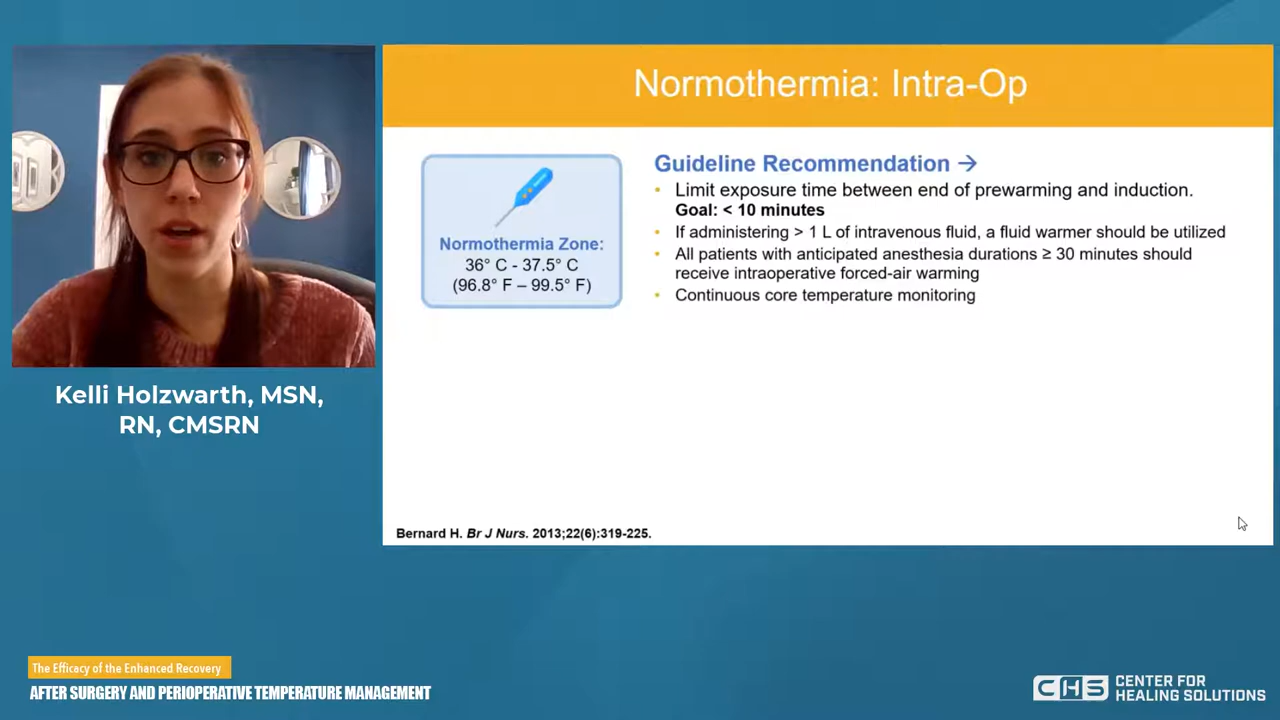 Normothermia: Intra-Op
Normothermia Zone:
36° C - 37.5° C
(96.8° F – 99.5° F)
Guideline Recommendation →
• Limit exposure time between end of prewarming and induction.
Goal: < 10 minutes
• If administering > 1 L of intravenous fluid, a fluid warmer should be utilized
• All patients with anticipated anesthesia durations ≥ 30 minutes should
receive intraoperative forced-air warming
• Continuous core temperature monitoring
Bernard H. Br J Nurs. 2013;22(6):319-225.
Kelli Holzwarth, MSN,
RN, CMSRN
The Efficacy of the Enhanced Recovery
AFTER SURGERY AND PERIOPERATIVE TEMPERATURE MANAGEMENT
CHS
CENTER FOR
HEALING SOLUTIONS